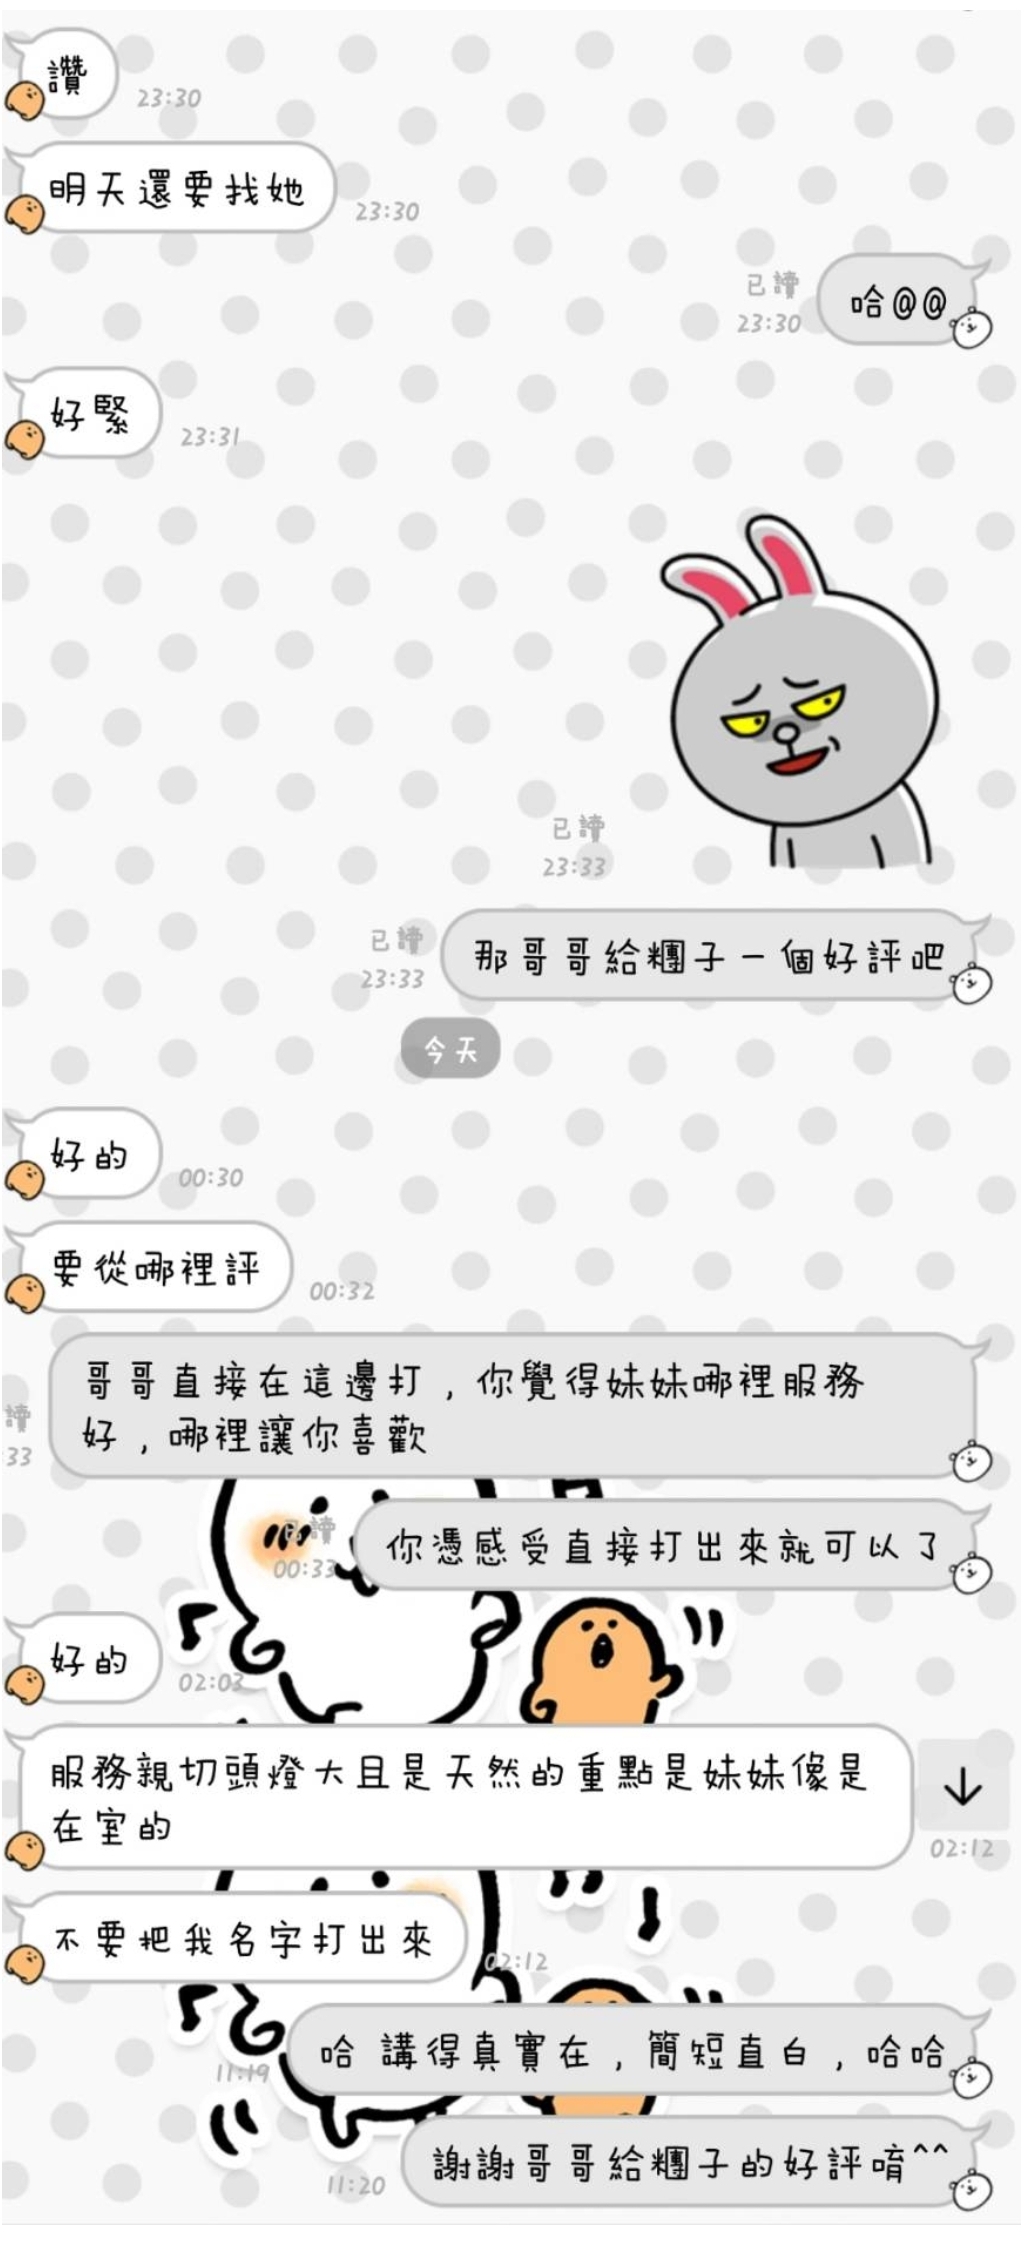 讚
23:30
明天還要找她
23:30
已讀
23:30
哈@@
好緊
23:31
已讀
23:33
已讀
23:33
那哥哥給糰子一個好評吧
今天
好的
00:30
要從哪裡評
00:32
哥哥直接在這邊打，你覺得妹妹哪裡服務
好，哪裡讓你喜歡
讀
33
已讀
00:33
你憑感受直接打出來就可以了
好的
02:03
服務親切頭燈大且是天然的重點是妹妹像是
在室的
02:12
不要把我名字打出來
02:12
哈 講得真實在，簡短直白，哈哈
11:19
謝謝哥哥給糰子的好評唷^^
11:20